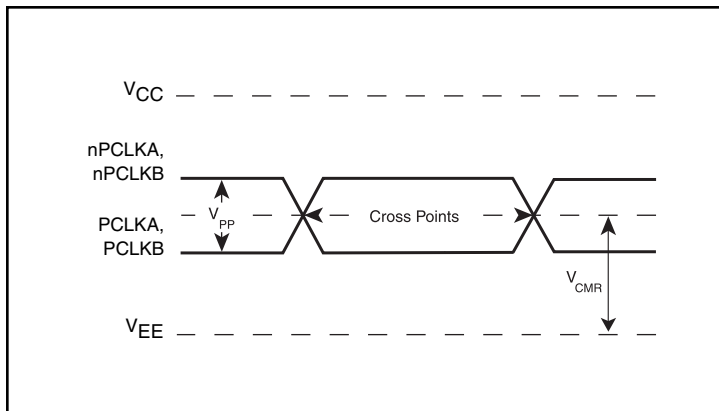 VCC
nPCLKA,
nPCLKB
VPP
Cross Points
PCLKA,
PCLKB
VCMR
VEE